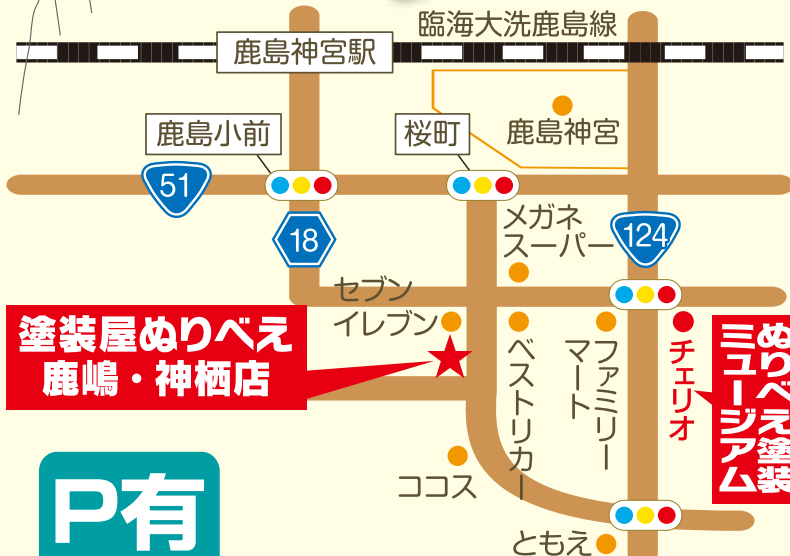 臨海大洗鹿島線
鹿島神宮駅
鹿島小前
桜町
鹿島神宮
51
18
124
メガネ
スーパー
セブン
イレブン
塗装屋ぬりべえ
鹿嶋・神栖店
ベストリカー
ファミリー
マート
チェリオ
ぬりべえ塗装
ミュージアム
ココス
P有
ともえ